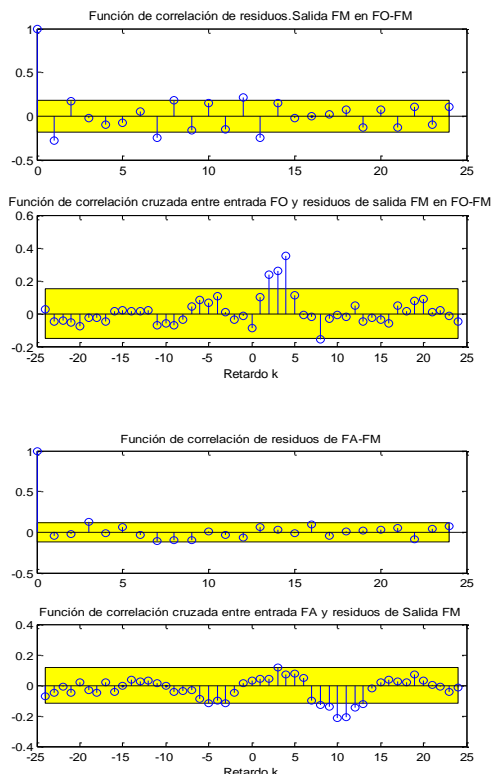 Función de correlación de residuos.Salida FM en FO-FM
1
0.5
0
-0.5
0 5 10 15 20 25
Función de correlación cruzada entre entrada FO y residuos de salida FM en FO-FM
0.6
0.4
0.2
0
-0.2
-25 -20 -15 -10 -5 0 5 10 15 20 25
Retardo k
Función de correlación de residuos de FA-FM
1
0.5
0
-0.5
0 5 10 15 20 25
Función de correlación cruzada entre entrada FA y residuos de Salida FM
0.4
0.2
0
-0.2
-0.4
-25 -20 -15 -10 -5 0 5 10 15 20 25
Retardo k